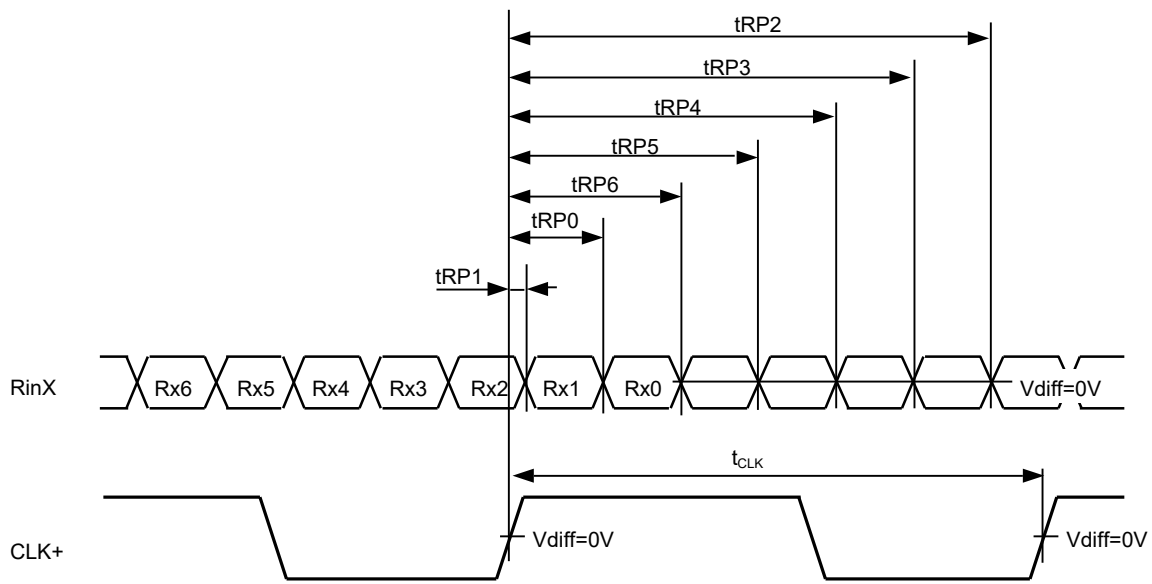 tRP2
tRP3
tRP4
tRP5
tRP6
tRP0
tRP1
RinX Rx6 Rx5 Rx4 Rx3 Rx2 Rx1 Rx0 Vdiff=0V
tCLK
CLK+ Vdiff=0V Vdiff=0V